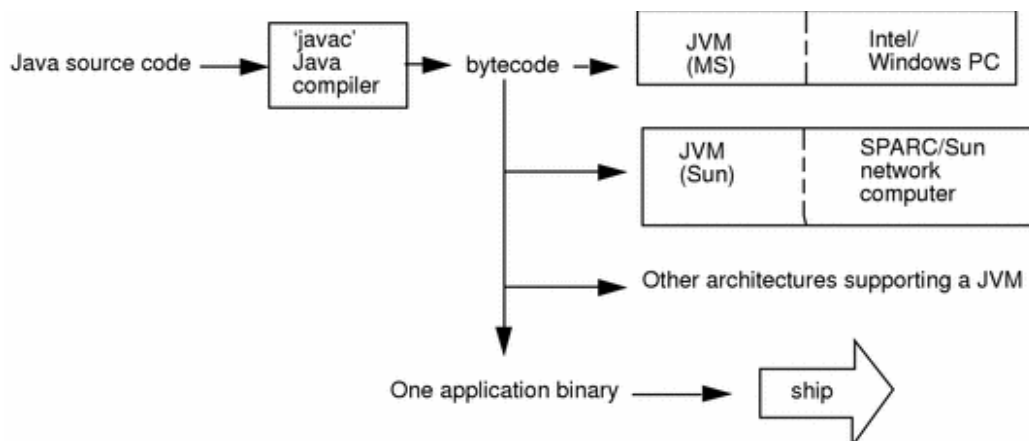 Java source code
'javac'
Java
compiler
bytecode
JVM
(MS)
Intel/
Windows PC
JVM
(Sun)
SPARC/Sun
network
computer
Other architectures supporting a JVM
One application binary
ship